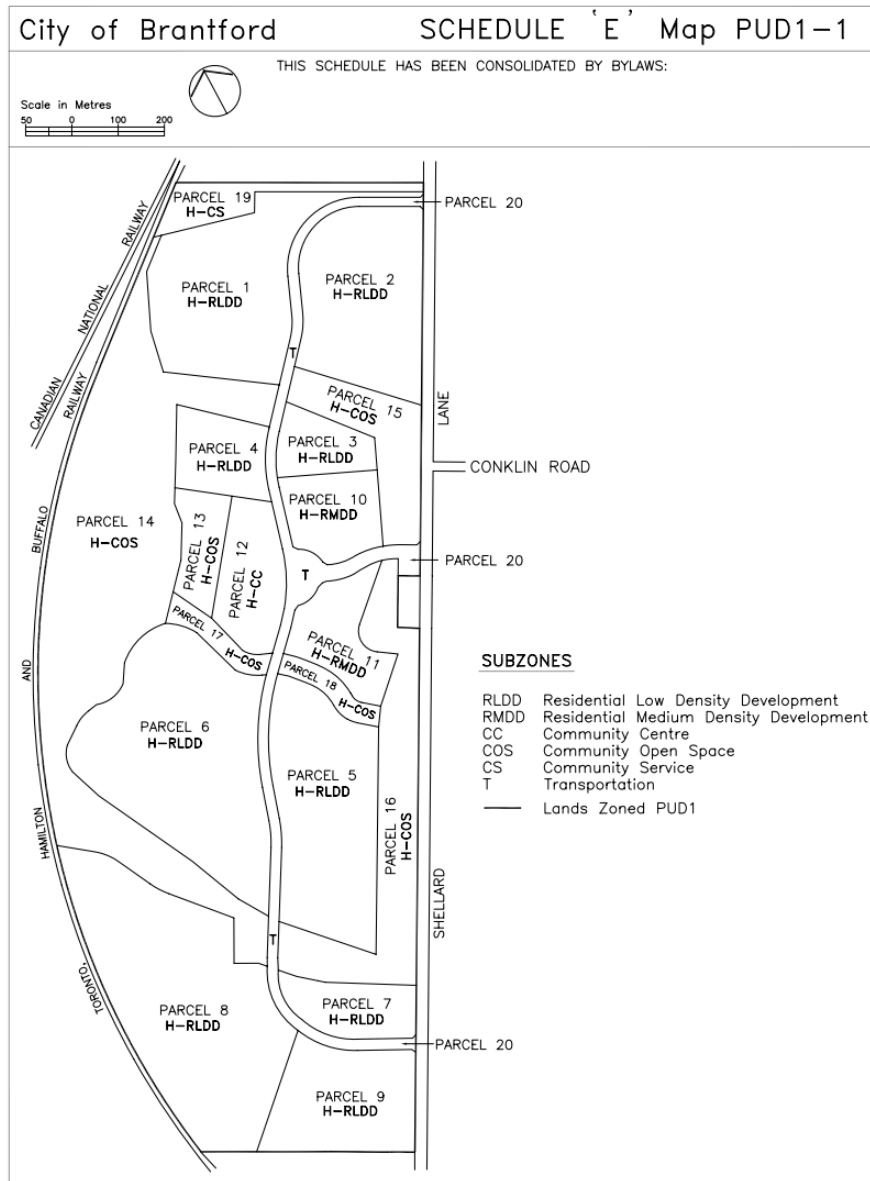 City of Brantford
SCHEDULE 'E' Map PUD1-1
THIS SCHEDULE HAS BEEN CONSOLIDATED BY BYLAWS:
Scale in Metres
50 0 100 200
PARCEL 19
H-CS
PARCEL 20
CANADIAN NATIONAL RAILWAY
PARCEL 1
H-RLDD
PARCEL 2
H-RLDD
T
PARCEL 15
H-COS
LANE
PARCEL 4
H-RLDD
PARCEL 3
H-RLDD
CONKLIN ROAD
PARCEL 10
H-RMDD
PARCEL 14
H-COS
PARCEL 13
H-COS
PARCEL 12
H-CC
T
PARCEL 20
PARCEL 17
H-COS
PARCEL 11
H-RMDD
PARCEL 18
H-COS
PARCEL 6
H-RLDD
PARCEL 5
H-RLDD
PARCEL 16
H-COS
SHELLARD
TORONTO, HAMILTON AND BUFFALO RAILWAY
T
PARCEL 8
H-RLDD
PARCEL 7
H-RLDD
PARCEL 20
PARCEL 9
H-RLDD
SUBZONES
RLDD Residential Low Density Development
RMDD Residential Medium Density Development
CC Community Centre
COS Community Open Space
CS Community Service
T Transportation
Lands Zoned PUD1